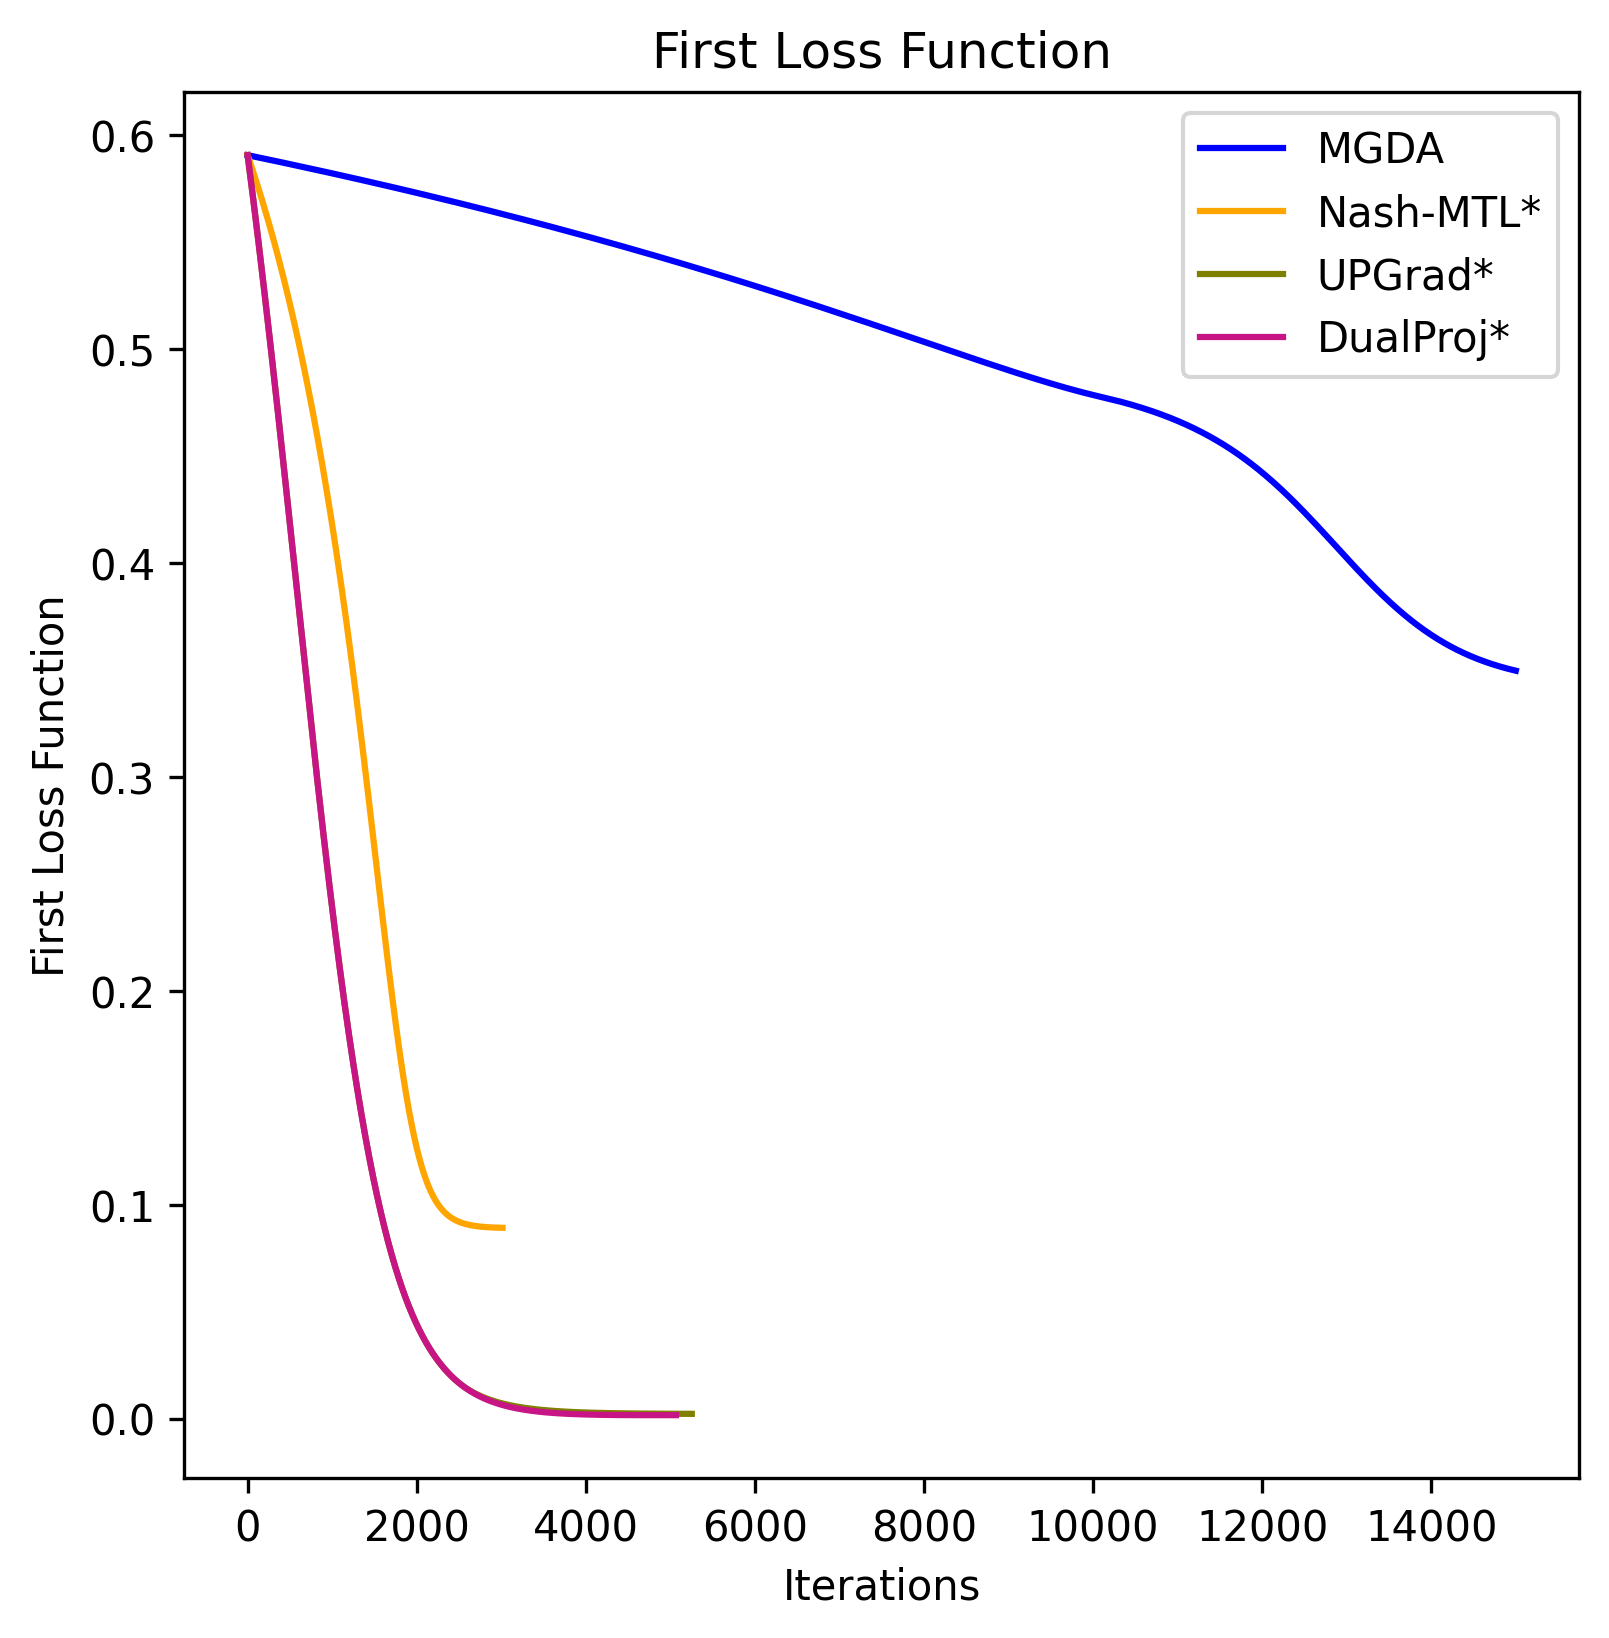 First Loss Function
0.6
0.5
0.4
0.3
0.2
0.1
0.0
First Loss Function
MGDA
Nash-MTL*
UPGrad*
DualProj*
0 2000 4000 6000 8000 10000 12000 14000
Iterations